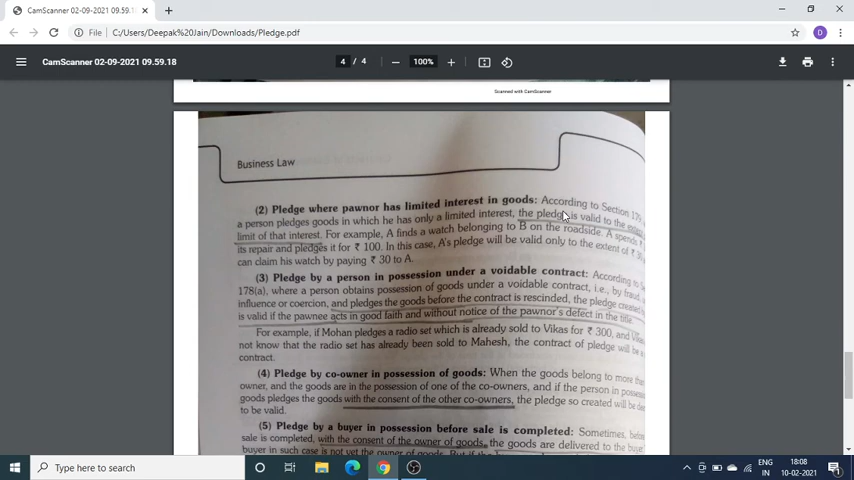 CamScanner 02-09-2021 09.59.18
File
C:/Users/Deepak%20Jain/Downloads/Pledge.pdf
D
CamScanner 02-09-2021 09.59.18
4 / 4
100%
Scanned with CamScanner
Business Law
(2) Pledge where pawnor has limited interest in goods: According to Section 179
a person pledges goods in which he has only a limited interest, the pledge is valid to the
limit of that interest. For example, A finds a watch belonging to B on the roadside. A spends ₹
its repair and pledges it for ₹ 100. In this case, A's pledge will be valid only to the extent of ₹ 30
can claim his watch by paying ₹ 30 to A.
(3) Pledge by a person in possession under a voidable contract: According to
178(a), where a person obtains possession of goods under a voidable contract, i.e., by fraud,
influence or coercion, and pledges the goods before the contract is rescinded, the pledge created
is valid if the pawnee acts in good faith and without notice of the pawnor's defect in the title.
For example, if Mohan pledges a radio set which is already sold to Vikas for ₹ 300, and
not know that the radio set has already been sold to Mahesh, the contract of pledge will be
contract.
(4) Pledge by co-owner in possession of goods: When the goods belong to more
owner, and the goods are in the possession of one of the co-owners, and if the person in
goods pledges the goods with the consent of the other co-owners, the pledge so created will be
to be valid.
(5) Pledge by a buyer in possession before sale is completed: Sometimes,
sale is completed, with the consent of the owner of goods, the goods are delivered to the
buyer in such case is not yet the owner of goods.
Type here to search
ENG
IN
18:08
10-02-2021
1